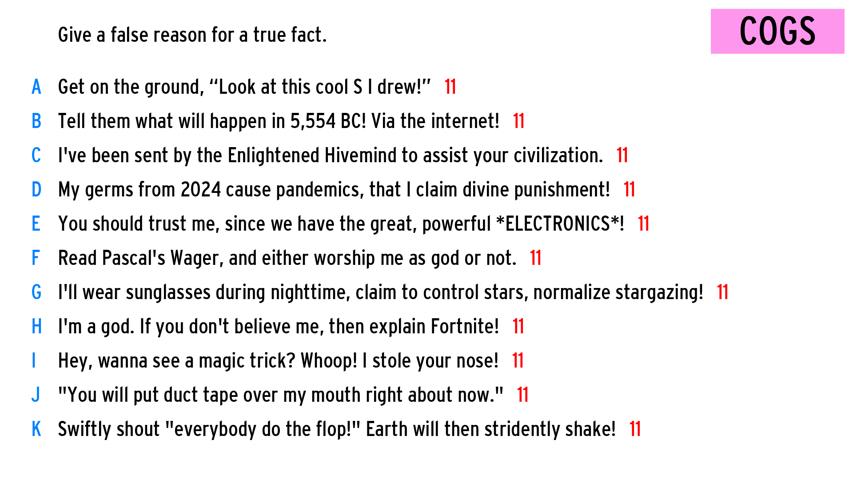 Give a false reason for a true fact.
COGS
A Get on the ground, “Look at this cool S I drew!” 11
B Tell them what will happen in 5,554 BC! Via the internet! 11
C I've been sent by the Enlightened Hivemind to assist your civilization. 11
D My germs from 2024 cause pandemics, that I claim divine punishment! 11
E You should trust me, since we have the great, powerful *ELECTRONICS*! 11
F Read Pascal's Wager, and either worship me as god or not. 11
G I'll wear sunglasses during nighttime, claim to control stars, normalize stargazing! 11
H I'm a god. If you don't believe me, then explain Fortnite! 11
I Hey, wanna see a magic trick? Whoop! I stole your nose! 11
J "You will put duct tape over my mouth right about now." 11
K Swiftly shout "everybody do the flop!" Earth will then stridently shake! 11